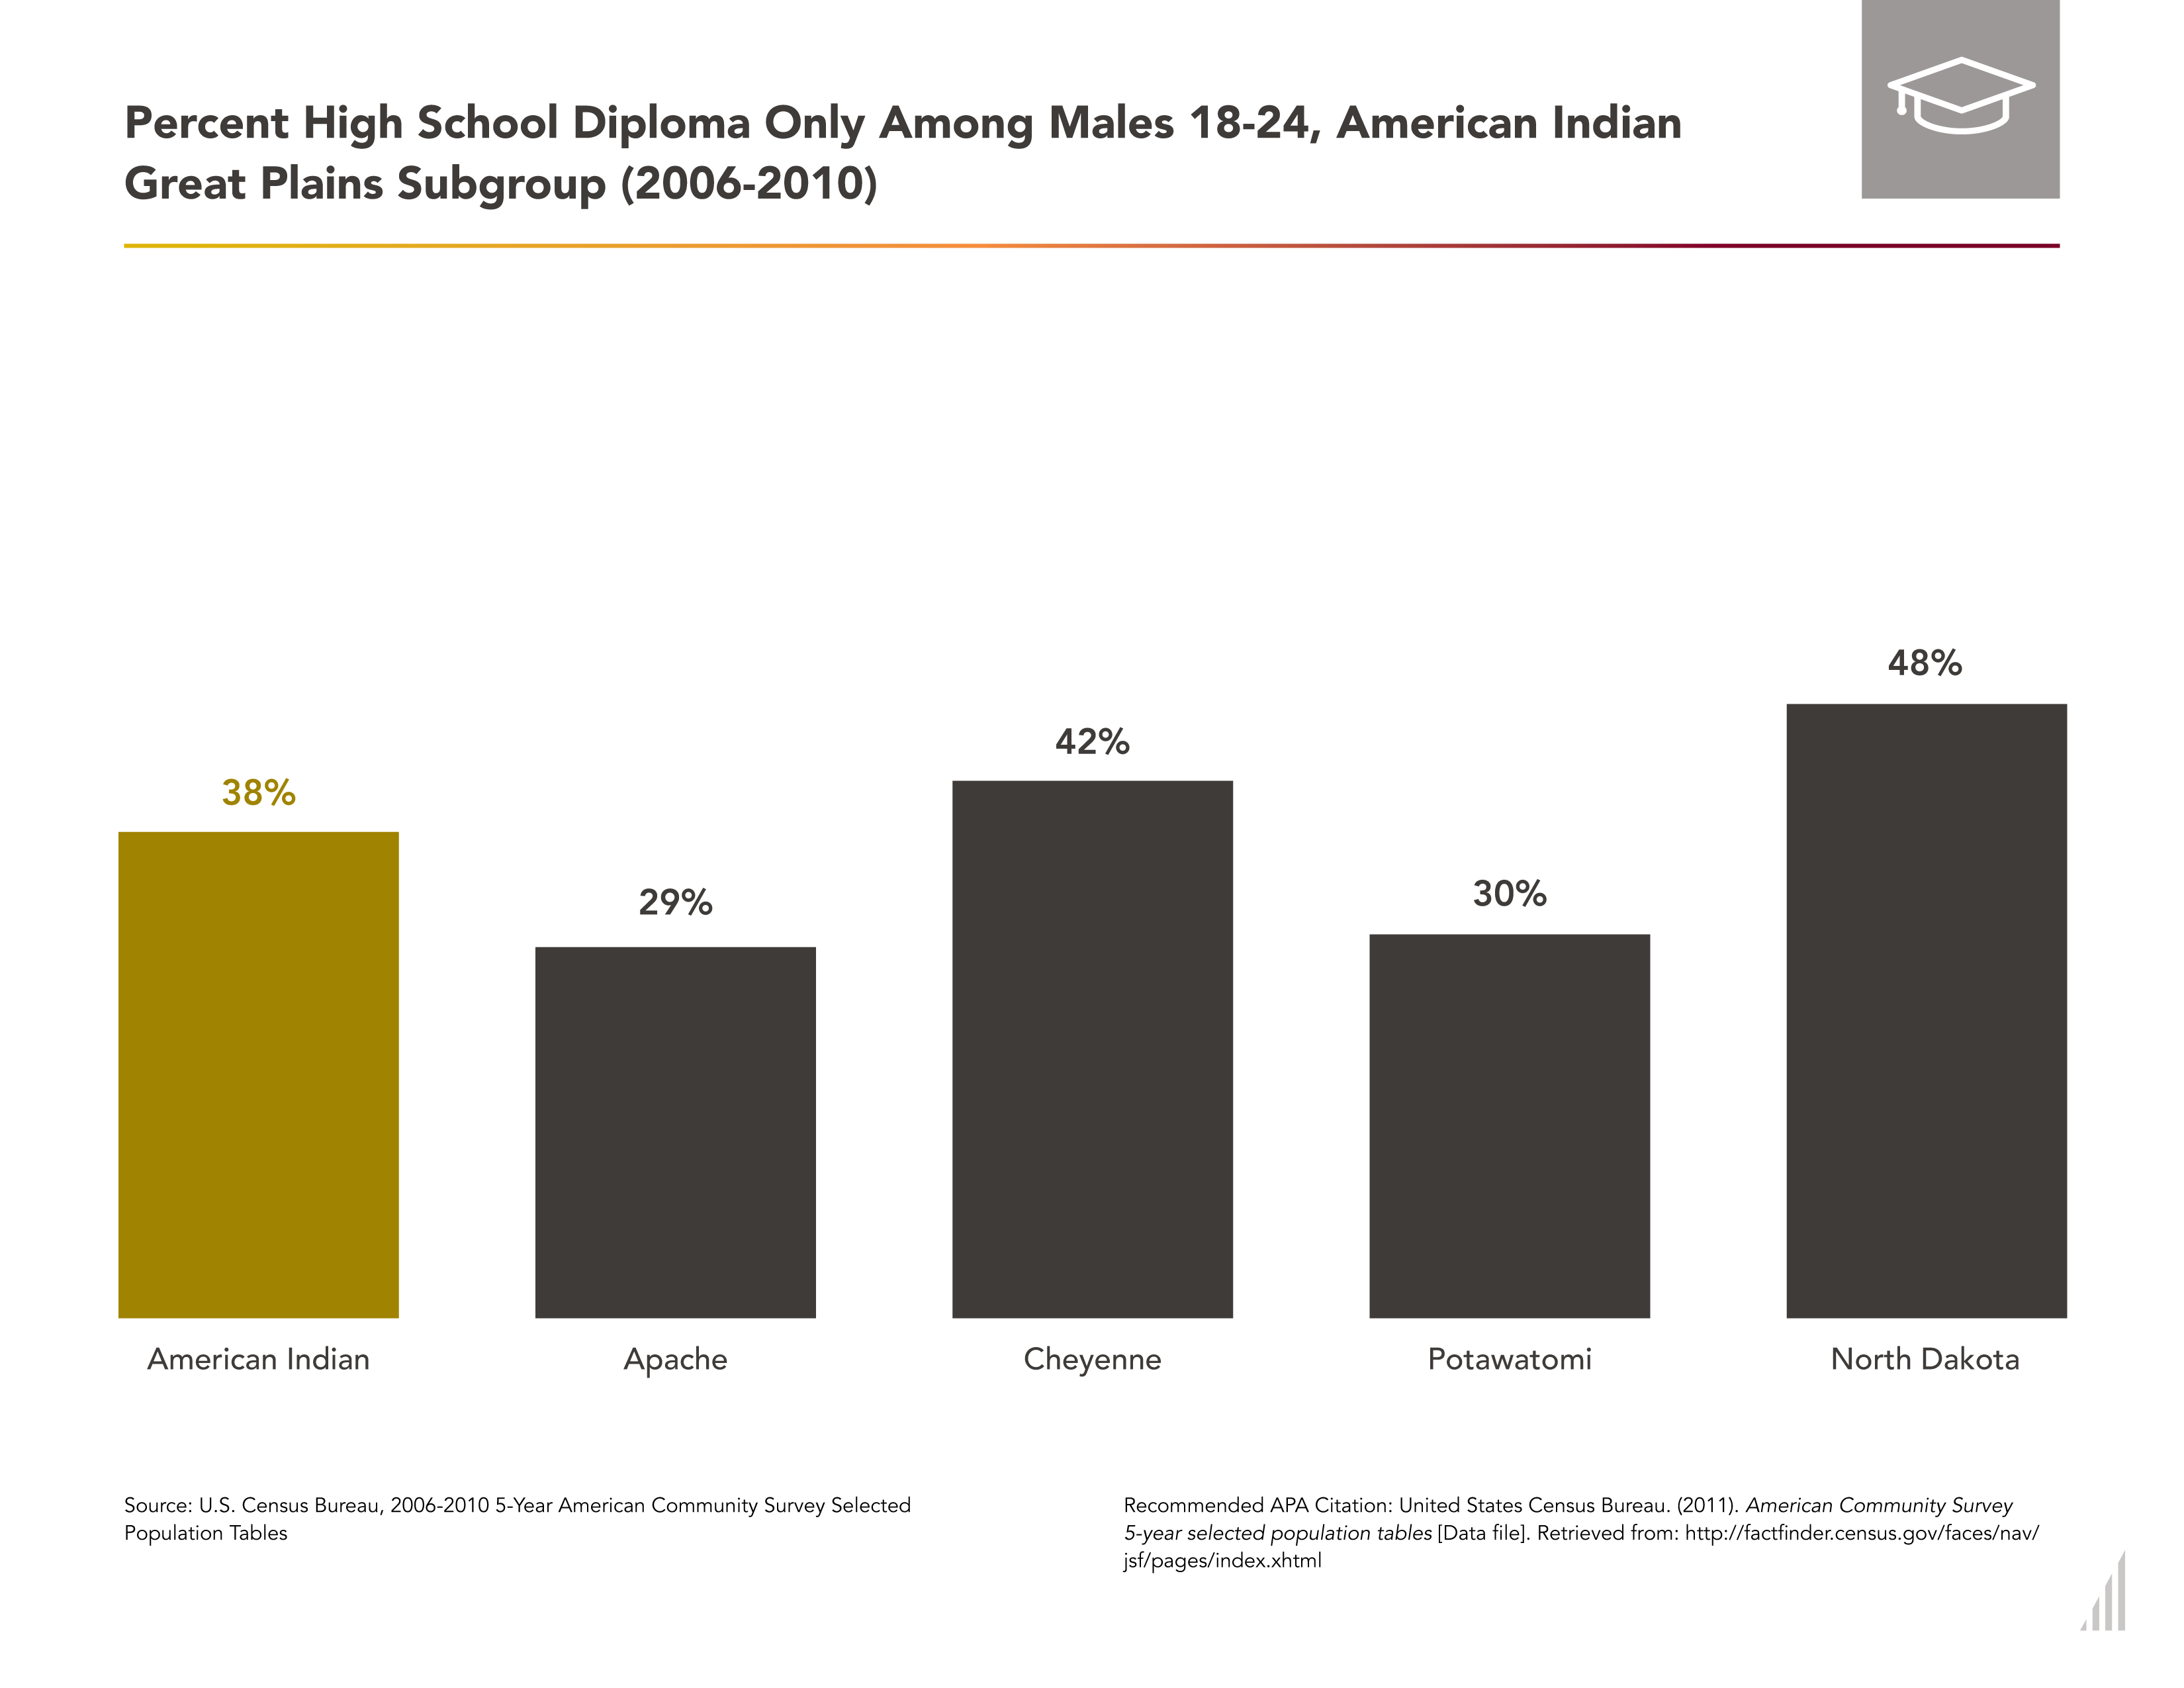 Percent High School Diploma Only Among Males 18-24, American Indian
Great Plains Subgroup (2006-2010)
48%
42%
38%
29%
30%
American Indian
Apache
Cheyenne
Potawatomi
North Dakota
Source: U.S. Census Bureau, 2006-2010 5-Year American Community Survey Selected
Population Tables
Recommended APA Citation: United States Census Bureau. (2011). American Community Survey
5-year selected population tables [Data file]. Retrieved from: http://factfinder.census.gov/faces/nav/
jsf/pages/index.xhtml